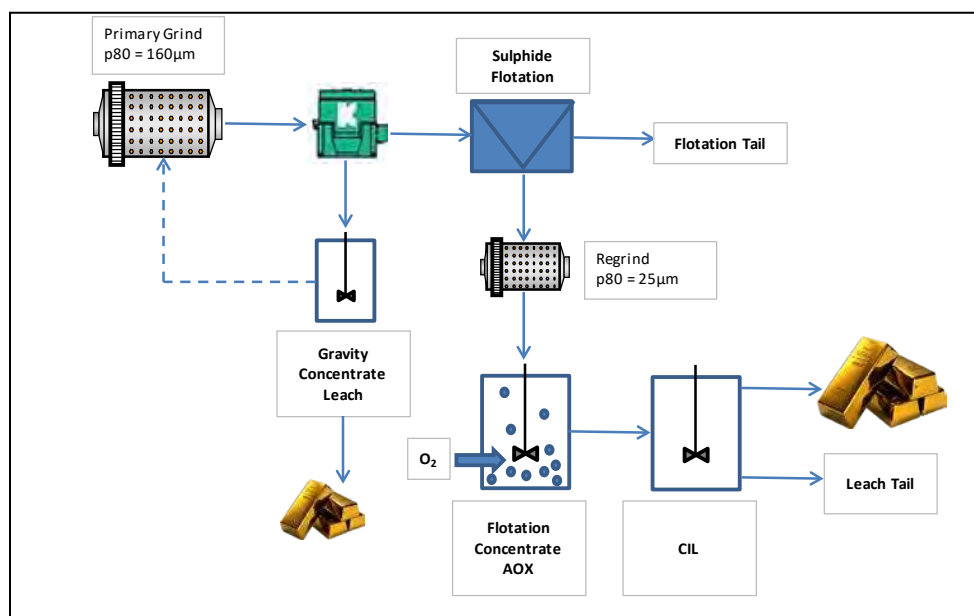 Primary Grind
p80 = 160µm
Sulphide
Flotation
K
Flotation Tail
Regrind
p80 = 25µm
Gravity
Concentrate
Leach
O₂
Leach Tail
Flotation
Concentrate
AOX
CIL